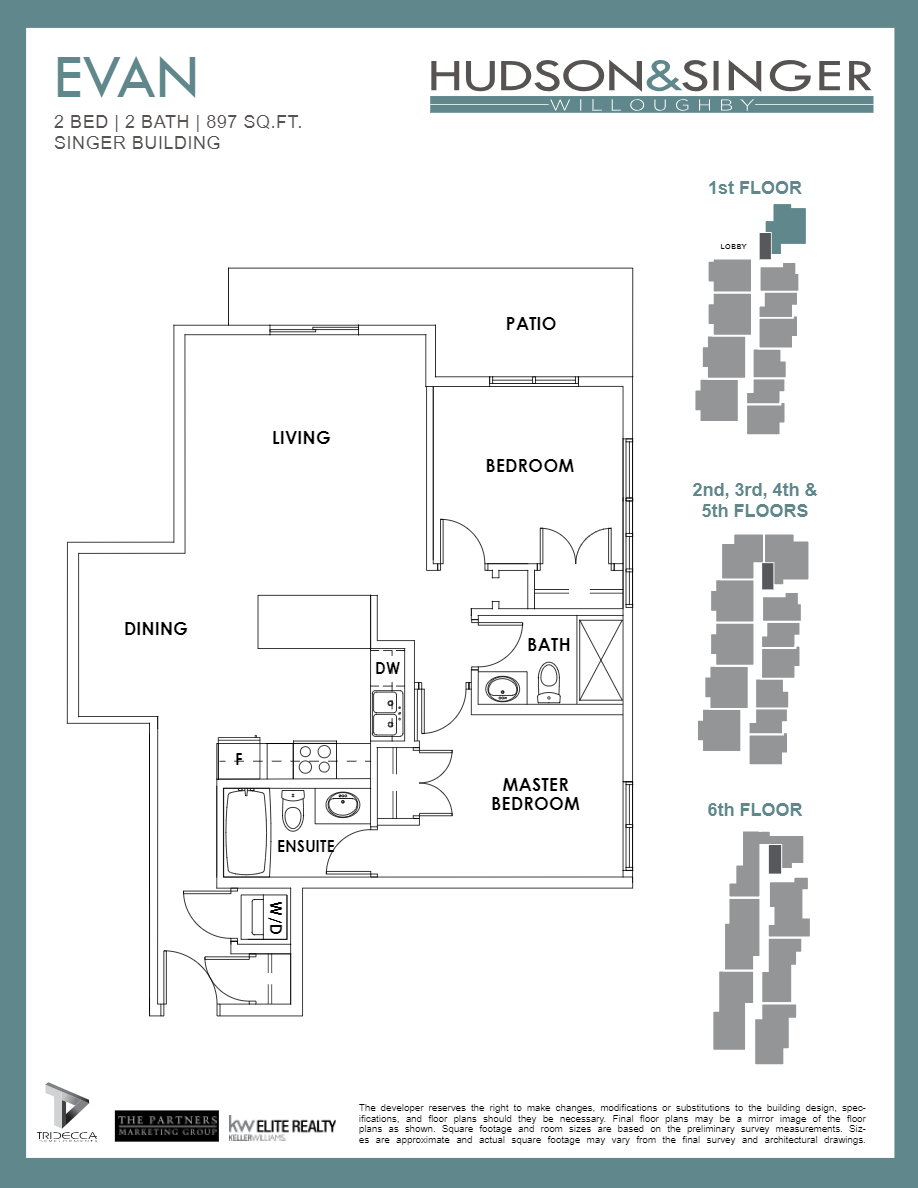 EVAN
2 BED | 2 BATH | 897 SQ.FT.
SINGER BUILDING
HUDSON&SINGER
WILLOUGHBY
1st FLOOR
LOBBY
PATIO
LIVING
BEDROOM
2nd, 3rd, 4th &
5th FLOORS
DINING
BATH
DW
F
MASTER
BEDROOM
6th FLOOR
ENSUITE
W/D
TRIDECCA
THE PARTNERS
MARKETING GROUP
kw ELITE REALTY
KELLERWILLIAMS.
The developer reserves the right to make changes, modifications or substitutions to the building design, spec-
ifications, and floor plans should they be necessary. Final floor plans may be a mirror image of the floor
plans as shown. Square footage and room sizes are based on the preliminary survey measurements. Siz-
es are approximate and actual square footage may vary from the final survey and architectural drawings.